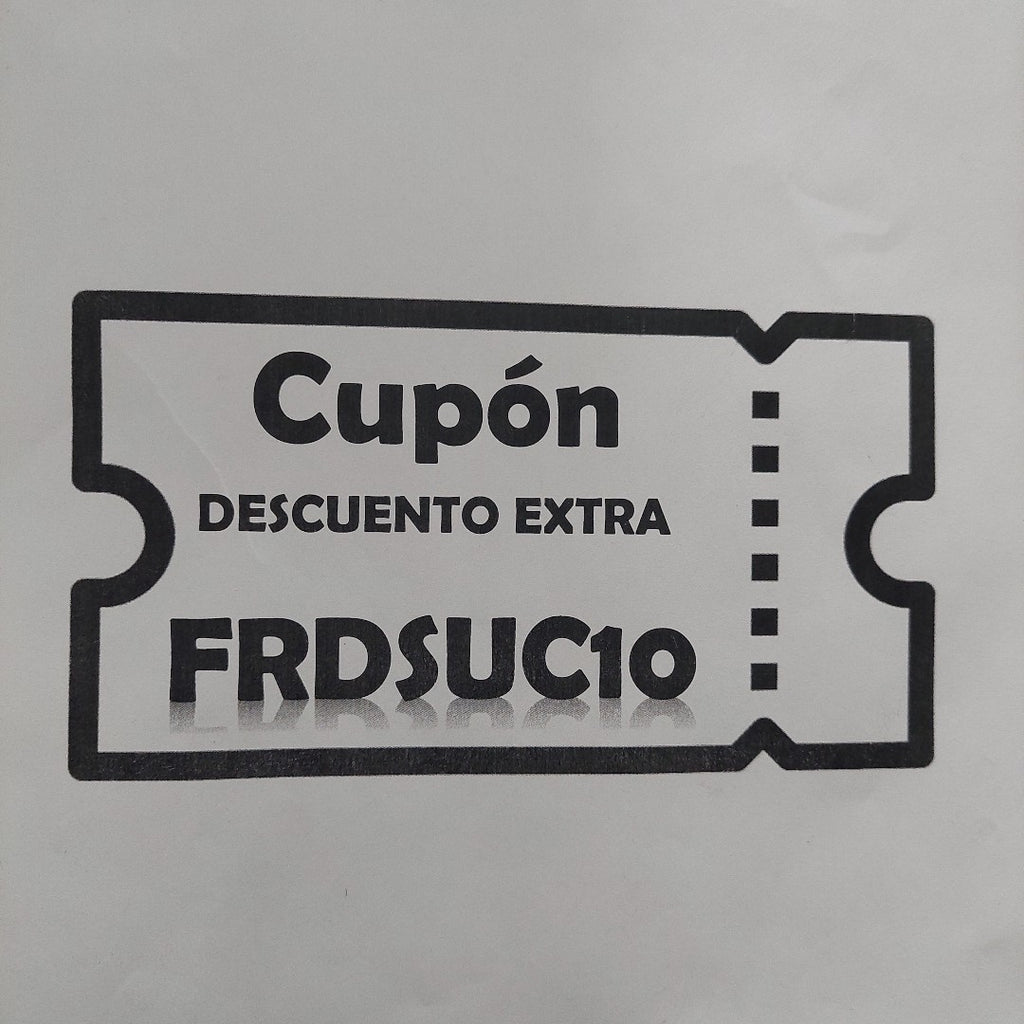 Cupón
DESCUENTO EXTRA
FRDSUC10